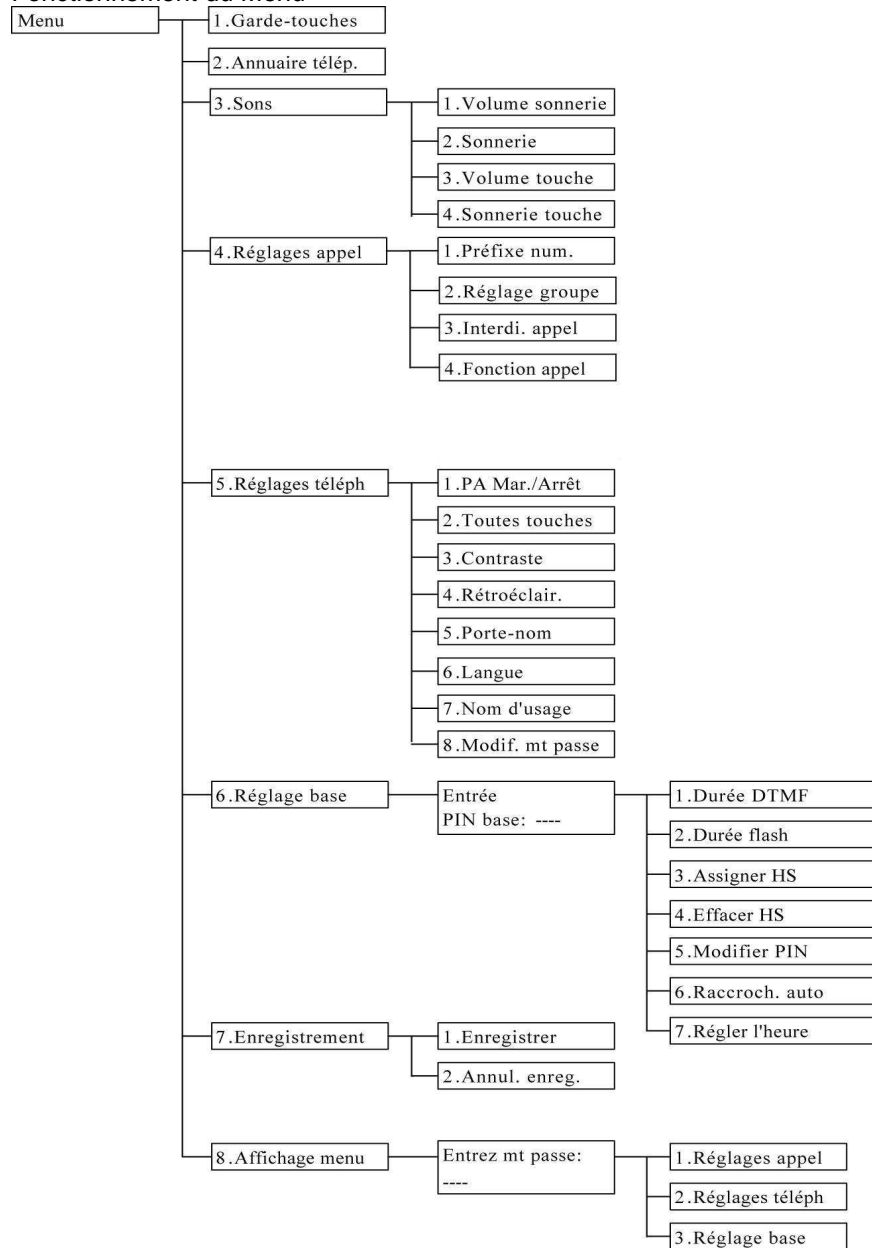 Fonctionnement du Menu
Menu
1.Garde-touches
2.Annuaire télép.
3.Sons
1.Volume sonnerie
2.Sonnerie
3.Volume touche
4.Sonnerie touche
4.Réglages appel
1.Préfixe num.
2.Réglage groupe
3.Interdi. appel
4.Fonction appel
5.Réglages téléph
1.PA Mar./Arrêt
2.Toutes touches
3.Contraste
4.Rétroéclair.
5.Porte-nom
6.Langue
7.Nom d'usage
8.Modif. mt passe
6.Réglage base
Entrée
PIN base: ----
1.Durée DTMF
2.Durée flash
3.Assigner HS
4.Effacer HS
5.Modifier PIN
6.Raccroch. auto
7.Régler l'heure
7.Enregistrement
1.Enregistrer
2.Annul. enreg.
8.Affichage menu
Entrez mt passe:
----
1.Réglages appel
2.Réglages téléph
3.Réglage base